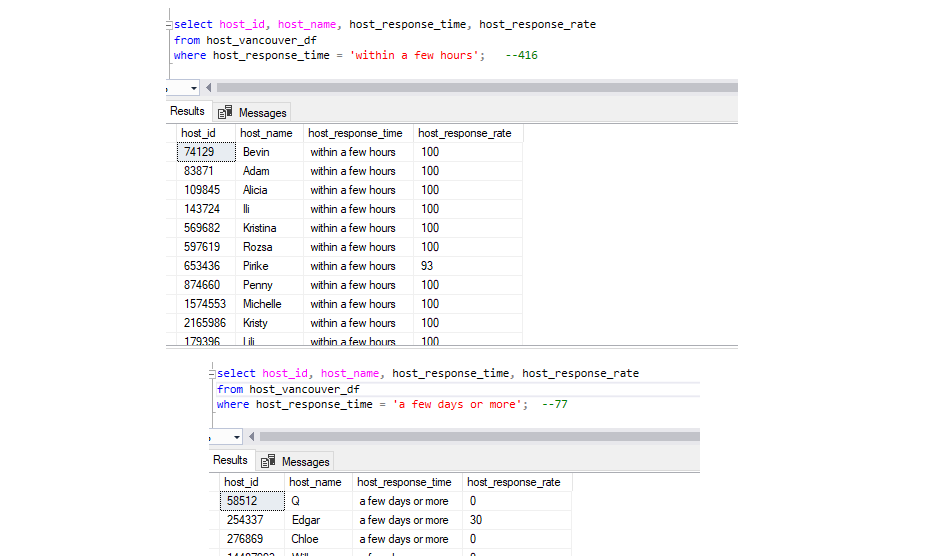 select host_id, host_name, host_response_time, host_response_rate
from host_vancouver_df
where host_response_time = 'within a few hours';   --416
Results Messages
host_id host_name host_response_time host_response_rate
74129 Bevin within a few hours 100
83871 Adam within a few hours 100
109845 Alicia within a few hours 100
143724 Ili within a few hours 100
569682 Kristina within a few hours 100
597619 Rozsa within a few hours 100
653436 Pirike within a few hours 93
874660 Penny within a few hours 100
1574553 Michelle within a few hours 100
2165986 Kristy within a few hours 100
179396 Lili within a few hours 100
select host_id, host_name, host_response_time, host_response_rate
from host_vancouver_df
where host_response_time = 'a few days or more';  --77
Results Messages
host_id host_name host_response_time host_response_rate
58512 Q a few days or more 0
254337 Edgar a few days or more 30
276869 Chloe a few days or more 0